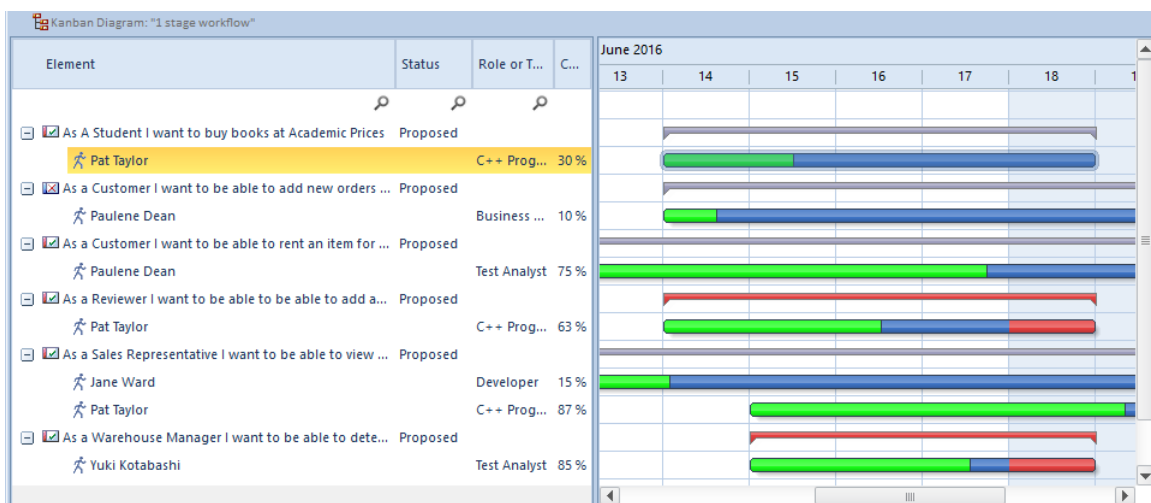 Kanban Diagram: "1 stage workflow"
Element Status Role or T... C... June 2016
13 14 15 16 17 18 1
As A Student I want to buy books at Academic Prices Proposed
Pat Taylor C++ Prog... 30 %
As a Customer I want to be able to add new orders ... Proposed
Paulene Dean Business ... 10 %
As a Customer I want to be able to rent an item for ... Proposed
Paulene Dean Test Analyst 75 %
As a Reviewer I want to be able to be able to add a... Proposed
Pat Taylor C++ Prog... 63 %
As a Sales Representative I want to be able to view ... Proposed
Jane Ward Developer 15 %
Pat Taylor C++ Prog... 87 %
As a Warehouse Manager I want to be able to dete... Proposed
Yuki Kotabashi Test Analyst 85 %